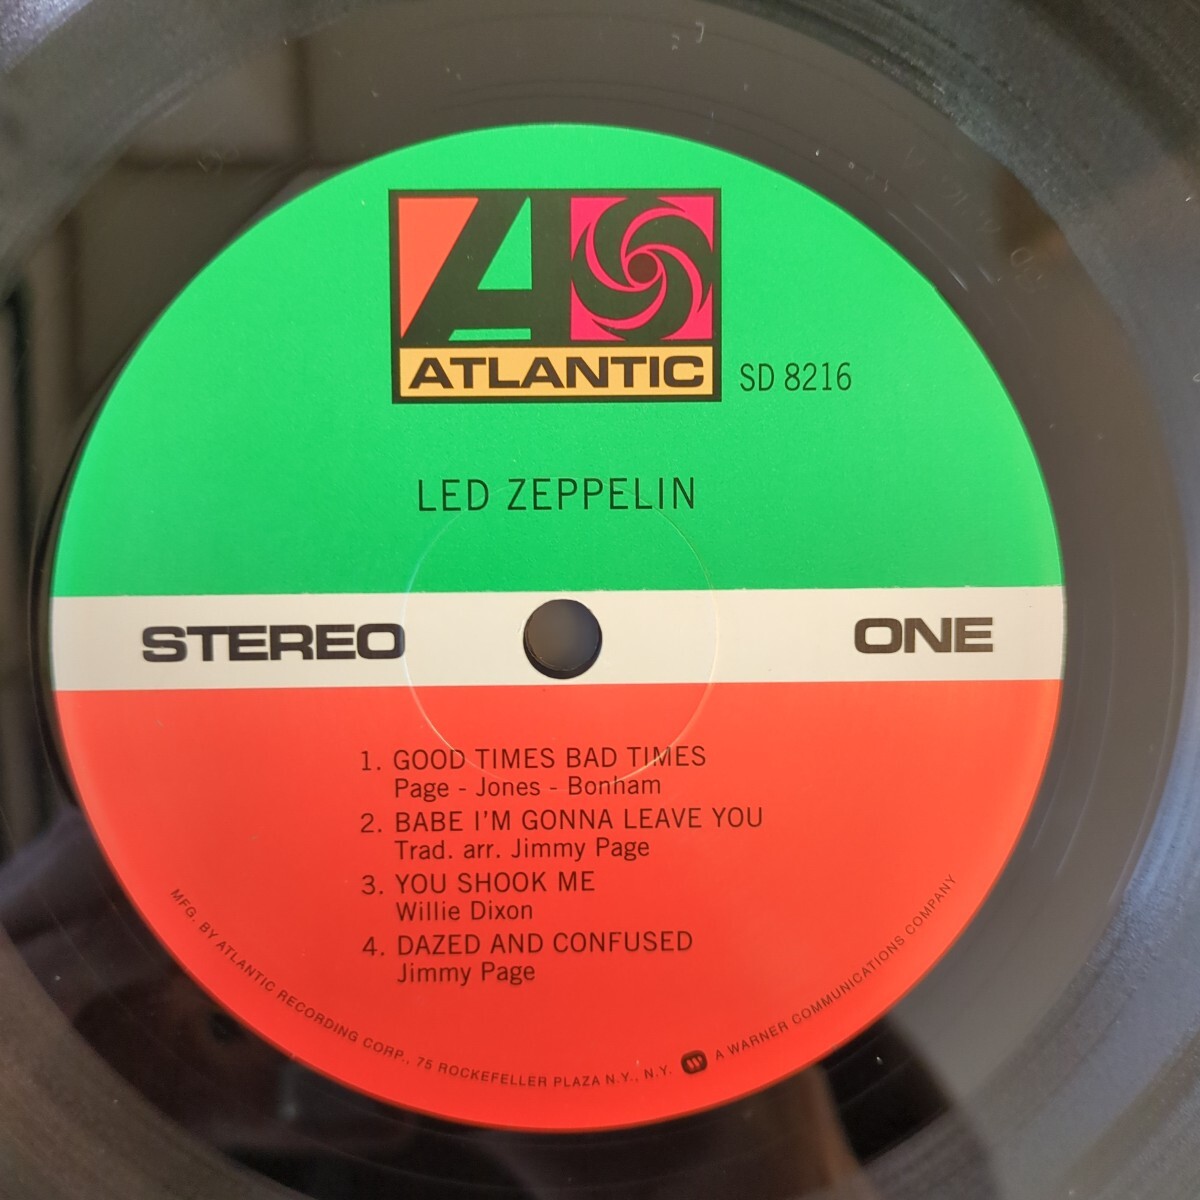 ATLANTIC
SD 8216
LED ZEPPELIN
STEREO
ONE
1. GOOD TIMES BAD TIMES
Page - Jones - Bonham
2. BABE I'M GONNA LEAVE YOU
Trad. arr. Jimmy Page
3. YOU SHOOK ME
Willie Dixon
4. DAZED AND CONFUSED
Jimmy Page
MFG. BY ATLANTIC RECORDING CORP., 75 ROCKEFELLER PLAZA N.Y., N.Y. A WARNER COMMUNICATIONS COMPANY